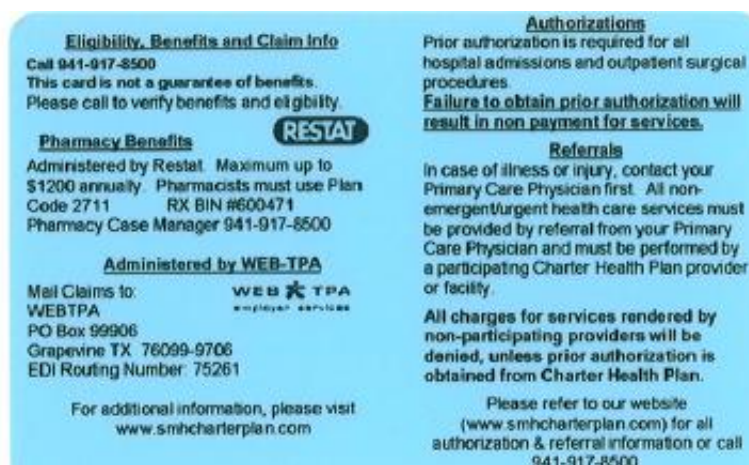 Eligibility, Benefits and Claim Info
Call 941-917-8500
This card is not a guarantee of benefits.
Please call to verify benefits and eligibility.
Pharmacy Benefits
RESTAT
Administered by Restat. Maximum up to
$1200 annually. Pharmacists must use Plan
Code 2711 RX BIN #600471
Pharmacy Case Manager 941-917-8500
Administered by WEB-TPA
Mail Claims to:
WEB TPA
employer services
WEBTPA
PO Box 99906
Grapevine TX 76099-9706
EDI Routing Number: 75261
For additional information, please visit
www.smhcharterplan.com
Authorizations
Prior authorization is required for all
hospital admissions and outpatient surgical
procedures.
Failure to obtain prior authorization will
result in non payment for services.
Referrals
In case of illness or injury, contact your
Primary Care Physician first. All non-
emergent/urgent health care services must
be provided by referral from your Primary
Care Physician and must be performed by
a participating Charter Health Plan provider
or facility.
All charges for services rendered by
non-participating providers will be
denied, unless prior authorization is
obtained from Charter Health Plan.
Please refer to our website
(www.smhcharterplan.com) for all
authorization & referral information or call
941-917-8500